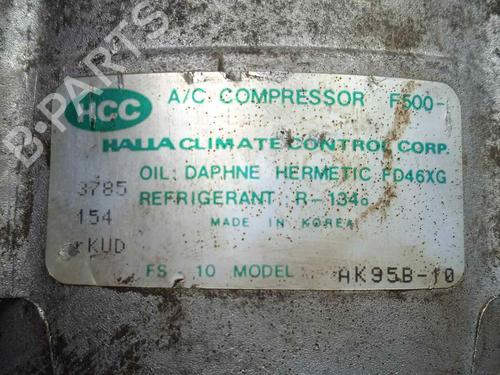 HCC A/C COMPRESSOR F500-
HALLA CLIMATE CONTROL CORP.
OIL: DAPHNE HERMETIC FD46XG
3785 REFRIGERANT R-134a
154 MADE IN KOREA
KUD
FS 10 MODEL AK95B-10
B-PARTS